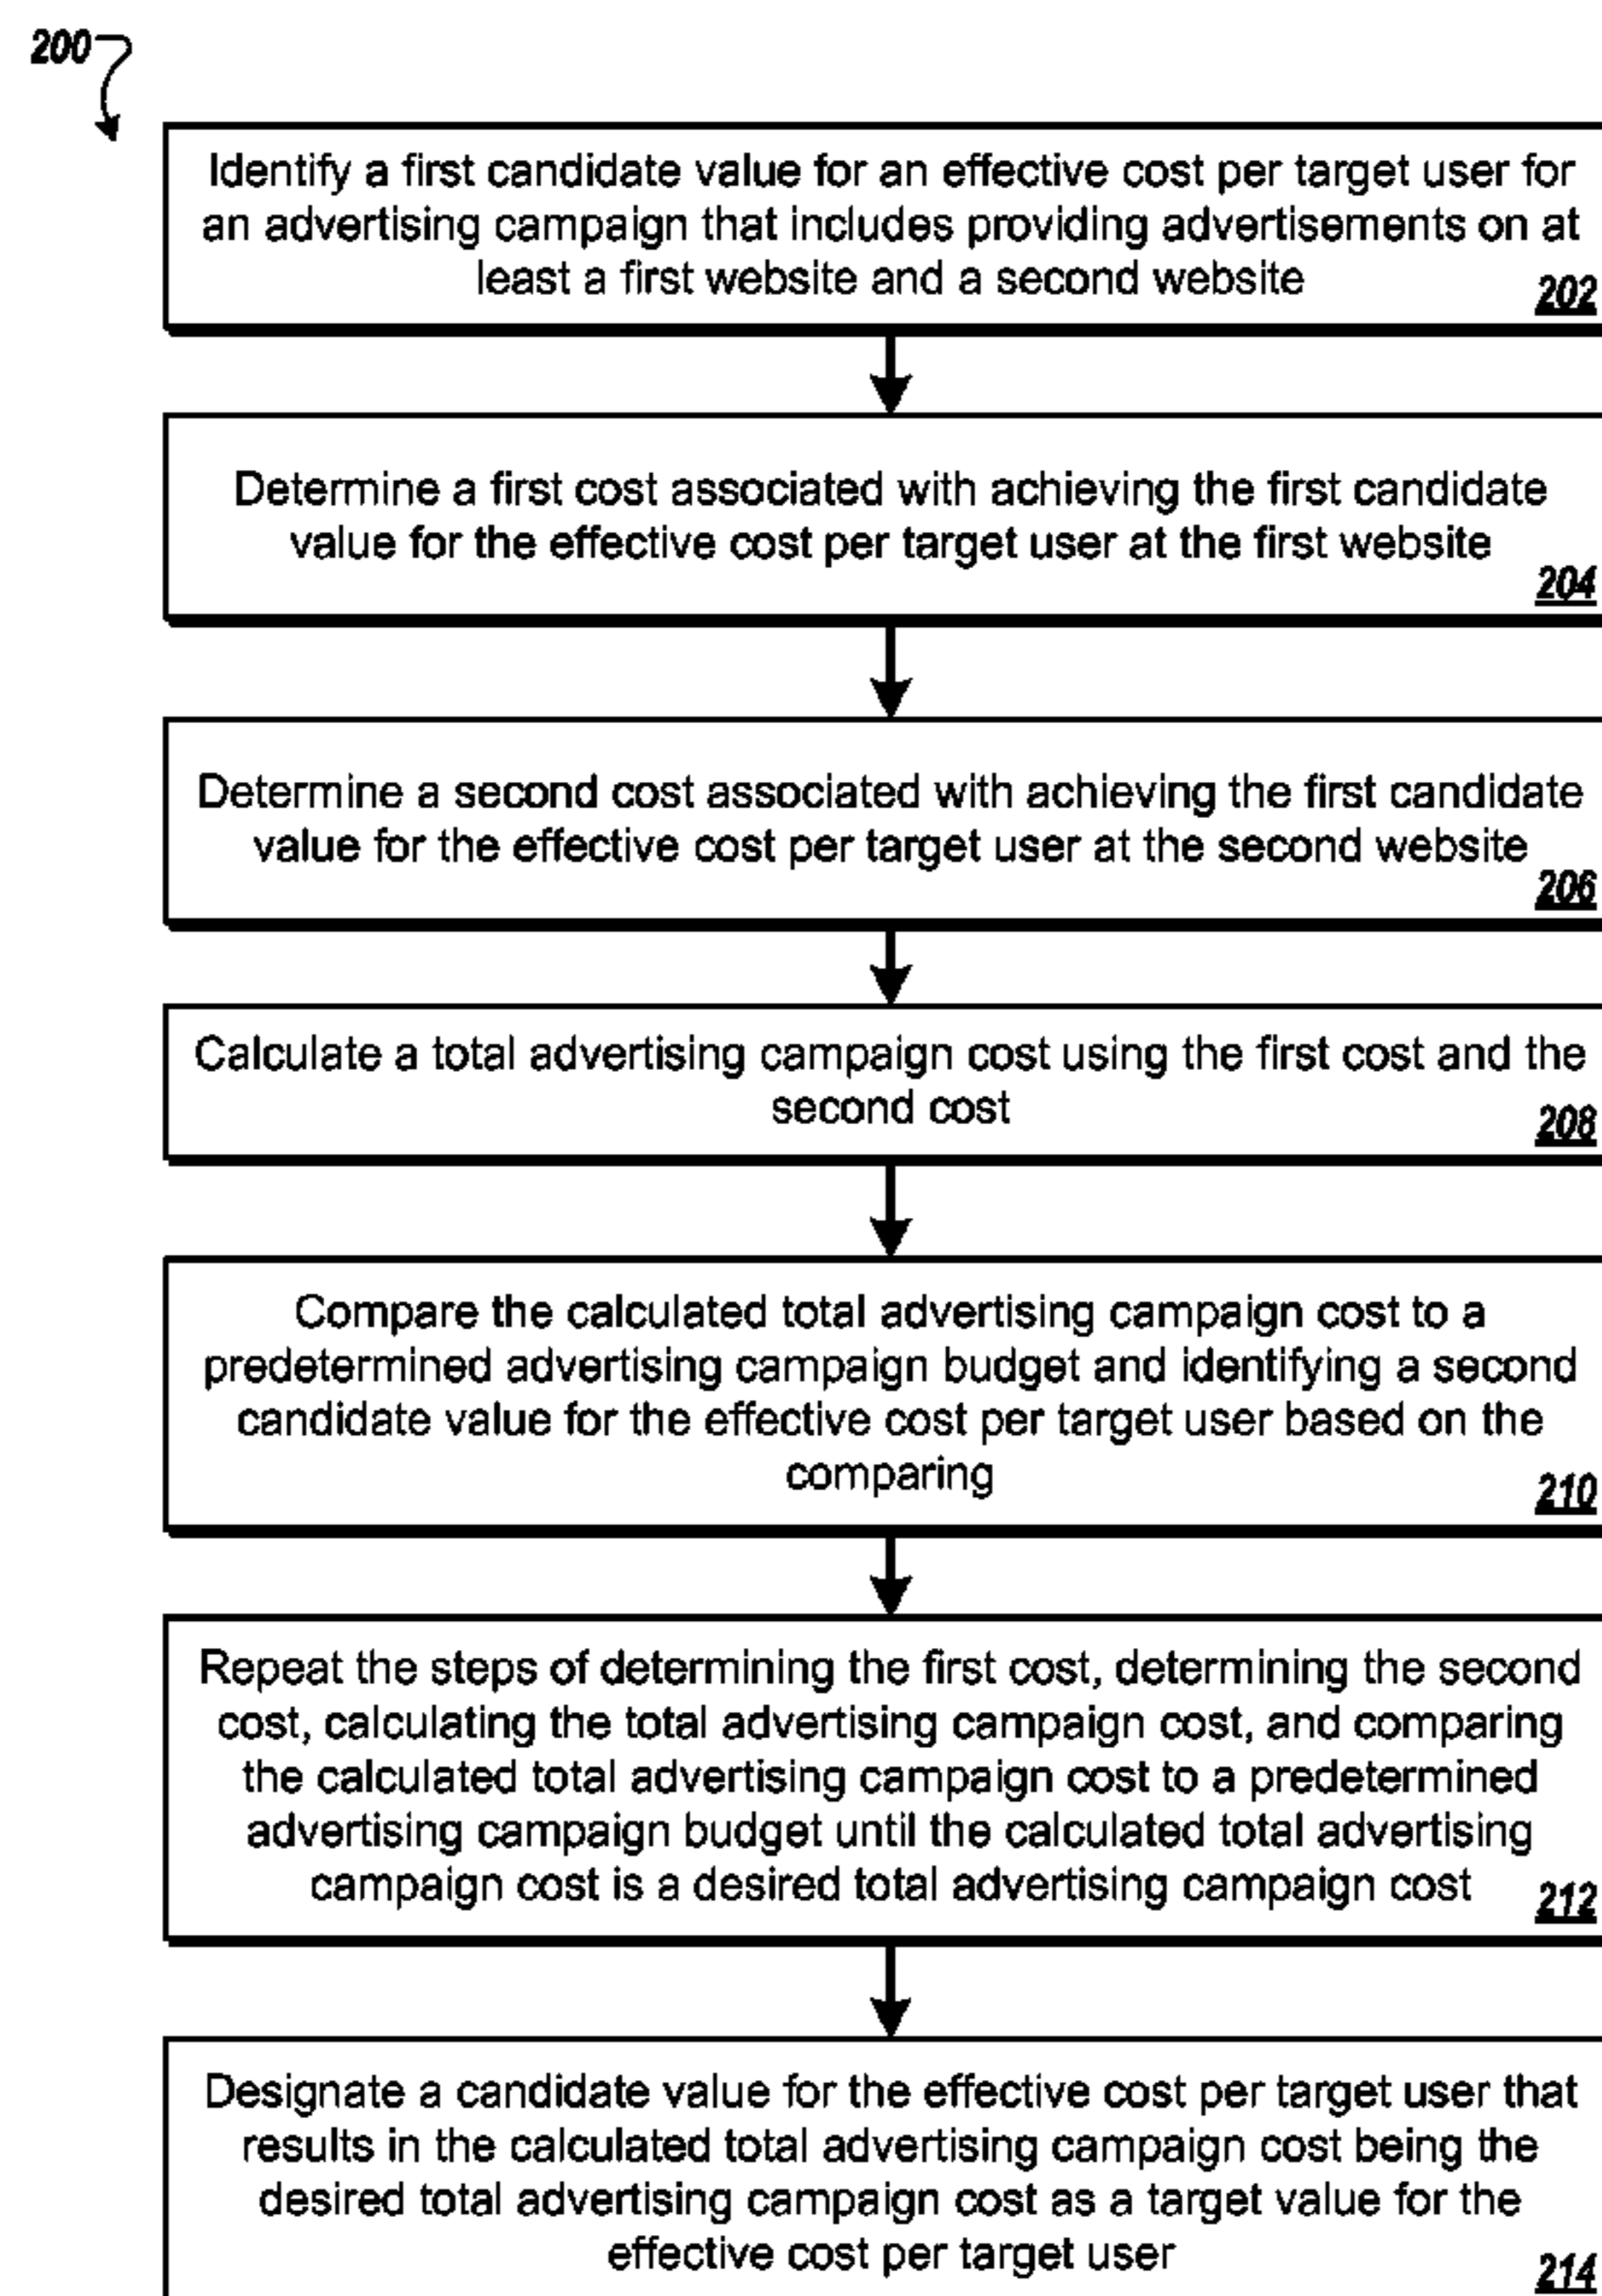 200
Identify a first candidate value for an effective cost per target user for
an advertising campaign that includes providing advertisements on at
least a first website and a second website
202
Determine a first cost associated with achieving the first candidate
value for the effective cost per target user at the first website
204
Determine a second cost associated with achieving the first candidate
value for the effective cost per target user at the second website
206
Calculate a total advertising campaign cost using the first cost and the
second cost
208
Compare the calculated total advertising campaign cost to a
predetermined advertising campaign budget and identifying a second
candidate value for the effective cost per target user based on the
comparing
210
Repeat the steps of determining the first cost, determining the second
cost, calculating the total advertising campaign cost, and comparing
the calculated total advertising campaign cost to a predetermined
advertising campaign budget until the calculated total advertising
campaign cost is a desired total advertising campaign cost
212
Designate a candidate value for the effective cost per target user that
results in the calculated total advertising campaign cost being the
desired total advertising campaign cost as a target value for the
effective cost per target user
214